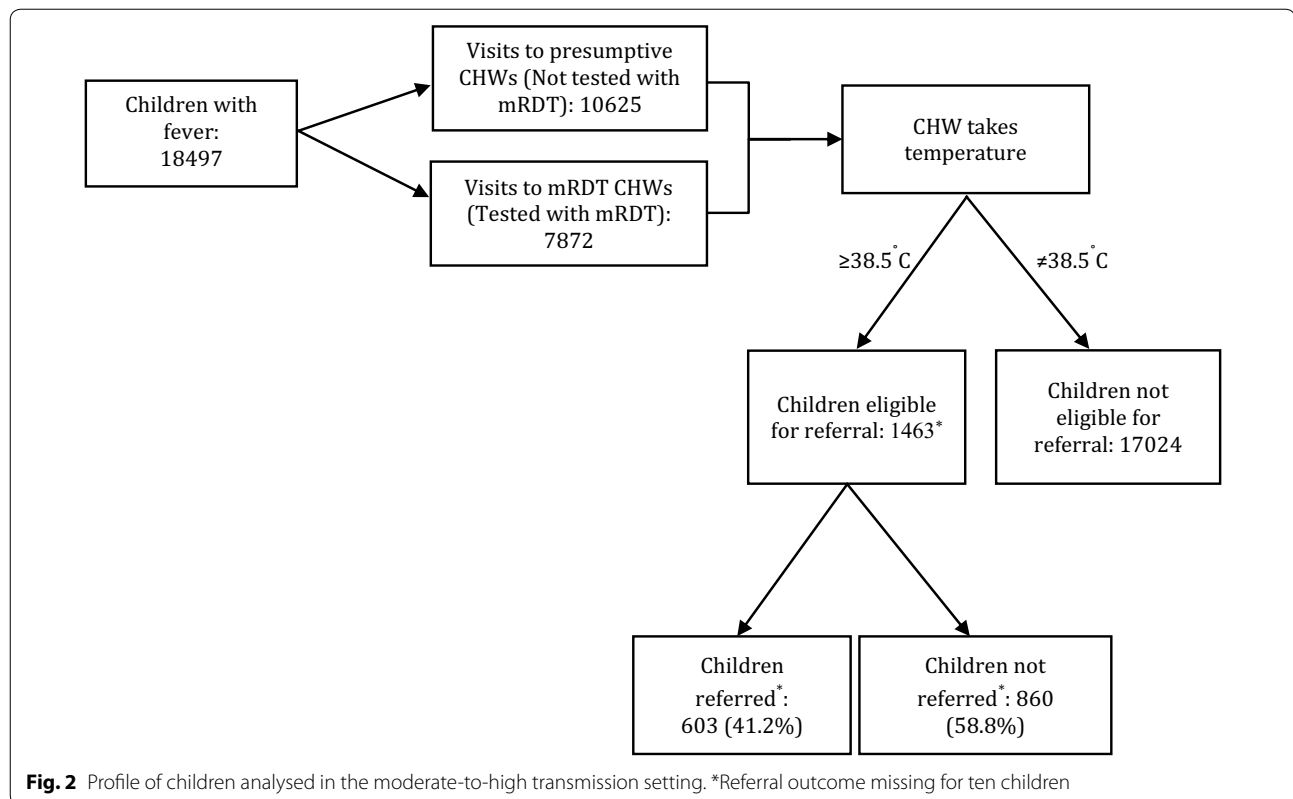 Children with
fever:
18497
Visits to presumptive
CHWs (Not tested with
mRDT): 10625
Visits to mRDT CHWs
(Tested with mRDT):
7872
CHW takes
temperature
≥38.5°C
≠38.5°C
Children eligible
for referral: 1463*
Children not
eligible for
referral: 17024
Children
referred*:
603 (41.2%)
Children not
referred*: 860
(58.8%)
Fig. 2 Profile of children analysed in the moderate-to-high transmission setting. *Referral outcome missing for ten children